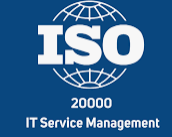 ISO
20000
IT Service Management